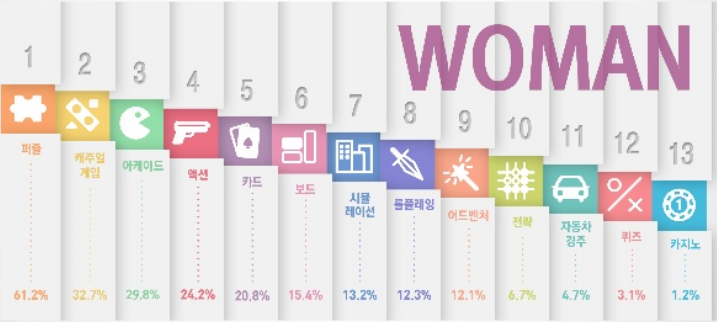 WOMAN
1
퍼즐
61.2%
2
캐주얼
게임
32.7%
3
아케이드
29.8%
4
액션
24.2%
5
카드
20.8%
6
보드
15.4%
7
시뮬
레이션
13.2%
8
롤플레잉
12.3%
9
어드벤처
12.1%
10
전략
6.7%
11
자동차
경주
4.7%
12
퀴즈
3.1%
13
1
카지노
1.2%